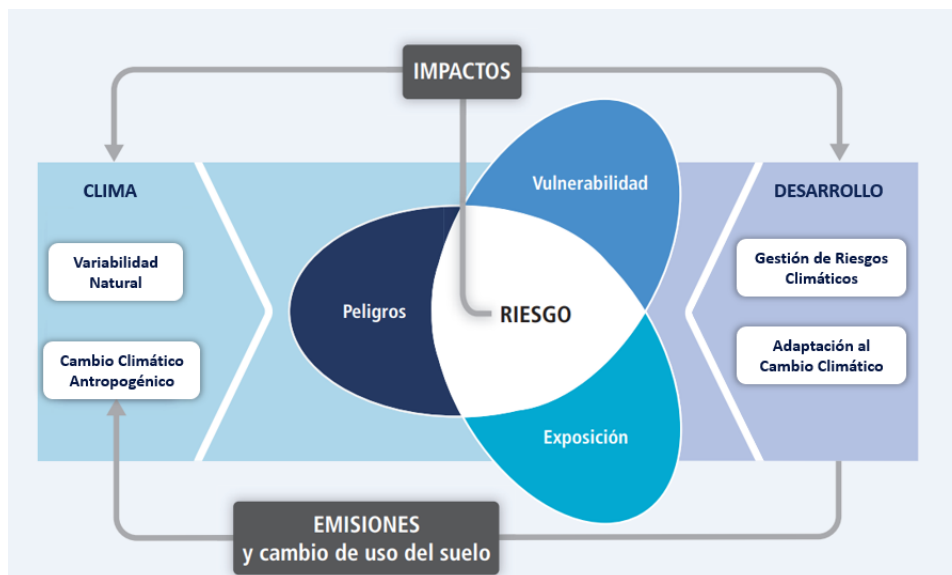 IMPACTOS
CLIMA
Variabilidad
Natural
Cambio Climático
Antropogénico
Peligros
Vulnerabilidad
RIESGO
Exposición
DESARROLLO
Gestión de Riesgos
Climáticos
Adaptación al
Cambio Climático
EMISIONES
y cambio de uso del suelo